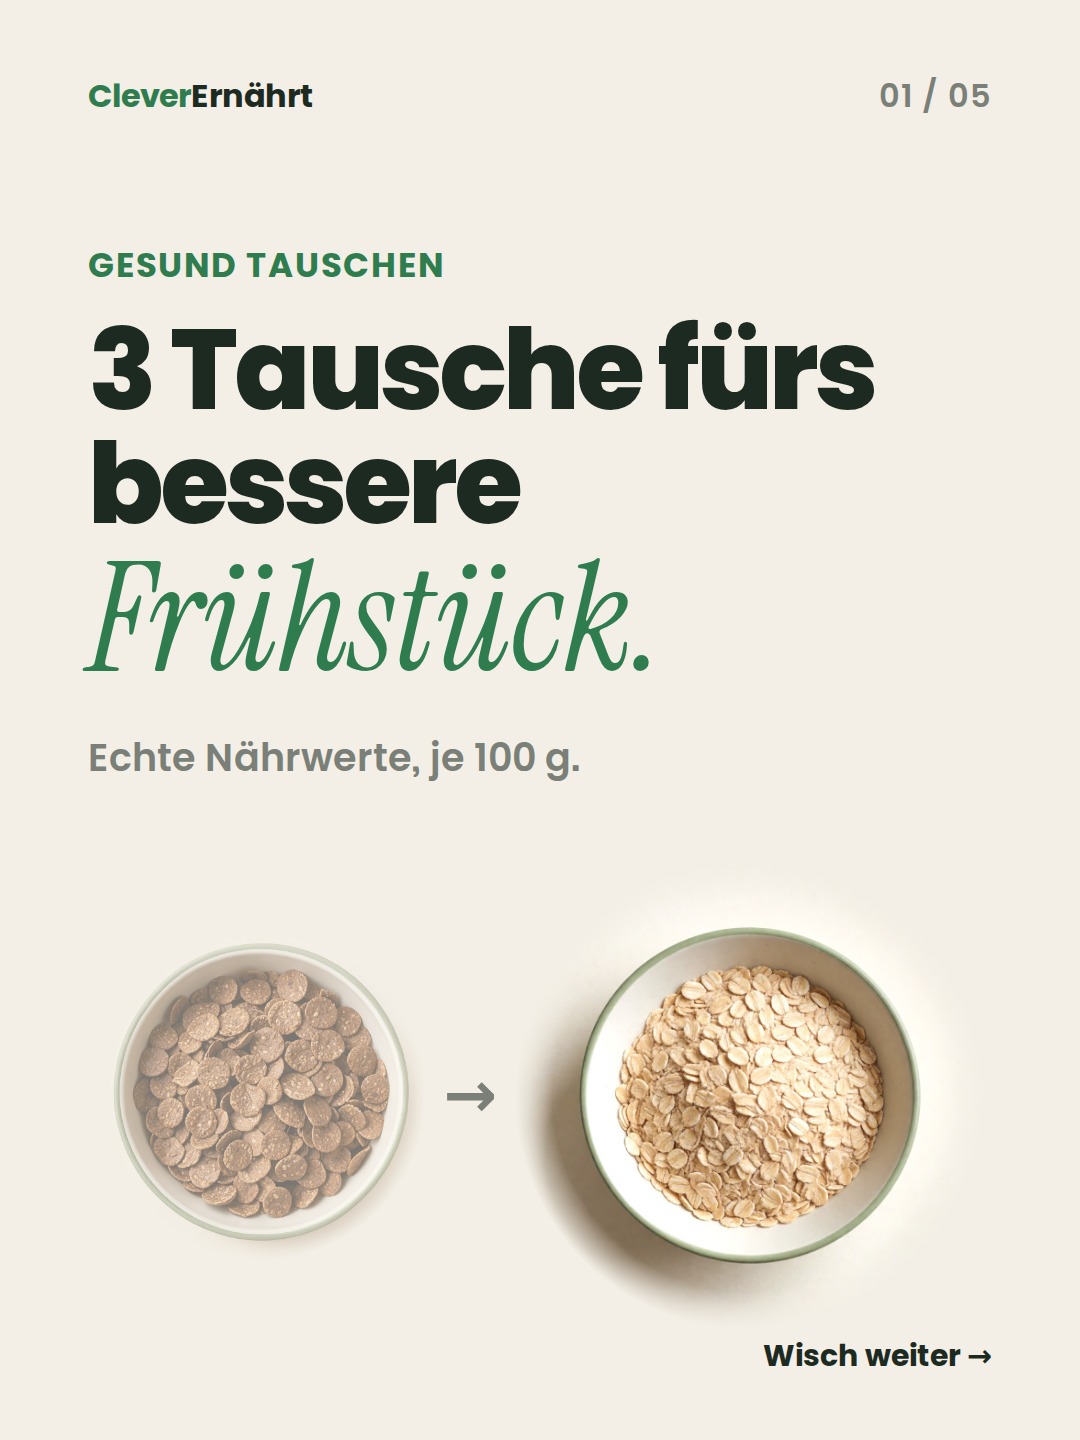 CleverErnährt
01 / 05
GESUND TAUSCHEN
3 Tausche fürs
bessere
Frühstück.
Echte Nährwerte, je 100 g.
→
Wisch weiter →